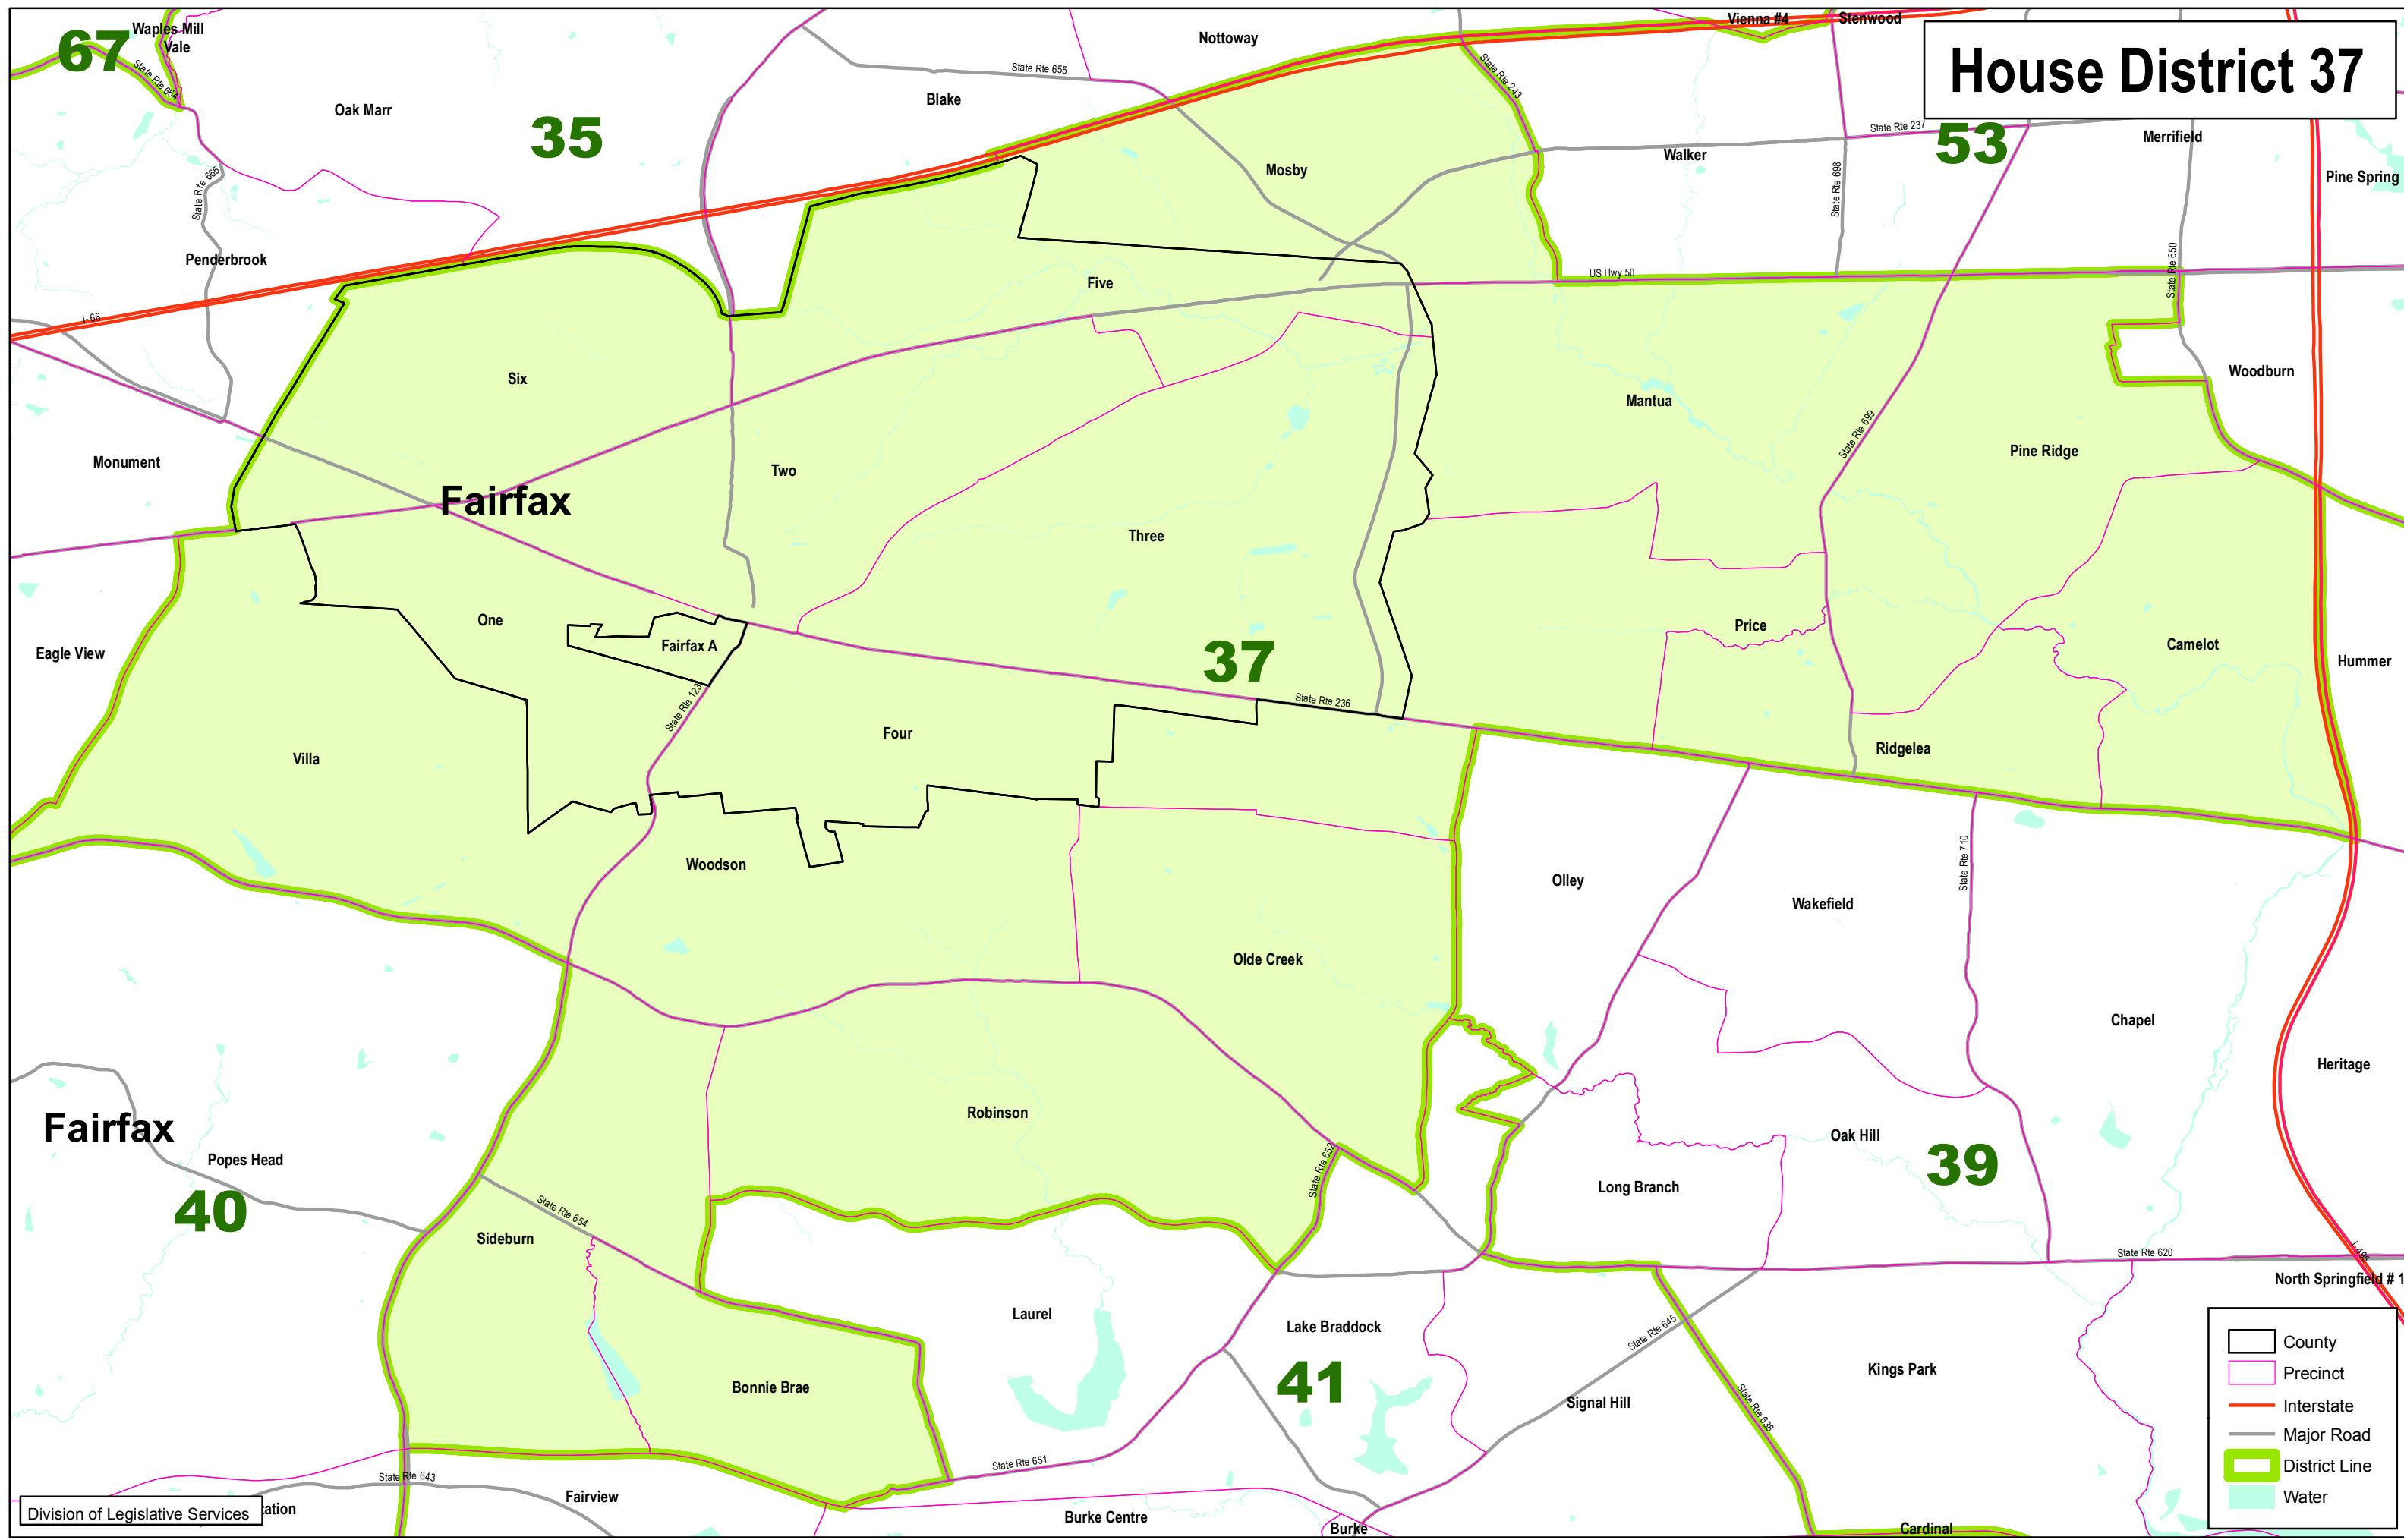 House District 37
Waples Mill
Vale
67
State Rte 664
Oak Marr
35
Nottoway
State Rte 655
Blake
Vienna #4
Stenwood
State Rte 243
Mosby
Walker
State Rte 237
53
Merrifield
State Rte 698
Pine Spring
State Rte 665
Penderbrook
I- 66
Five
US Hwy 50
State Rte 650
Six
Woodburn
Mantua
State Rte 699
Pine Ridge
Monument
Two
Fairfax
Three
One
Fairfax A
Price
Camelot
Eagle View
37
Hummer
State Rte 123
State Rte 236
Four
Villa
Ridgelea
Woodson
Olley
State Rte 710
Wakefield
Olde Creek
Chapel
Heritage
Robinson
Fairfax
Popes Head
40
State Rte 652
Oak Hill
39
Long Branch
State Rte 654
Sideburn
State Rte 620
I- 495
North Springfield # 1
Laurel
Lake Braddock
State Rte 645
41
Kings Park
Bonnie Brae
Signal Hill
State Rte 638
State Rte 651
State Rte 643
Fairview
Burke Centre
Burke
Cardinal
ation
Division of Legislative Services
County
Precinct
Interstate
Major Road
District Line
Water